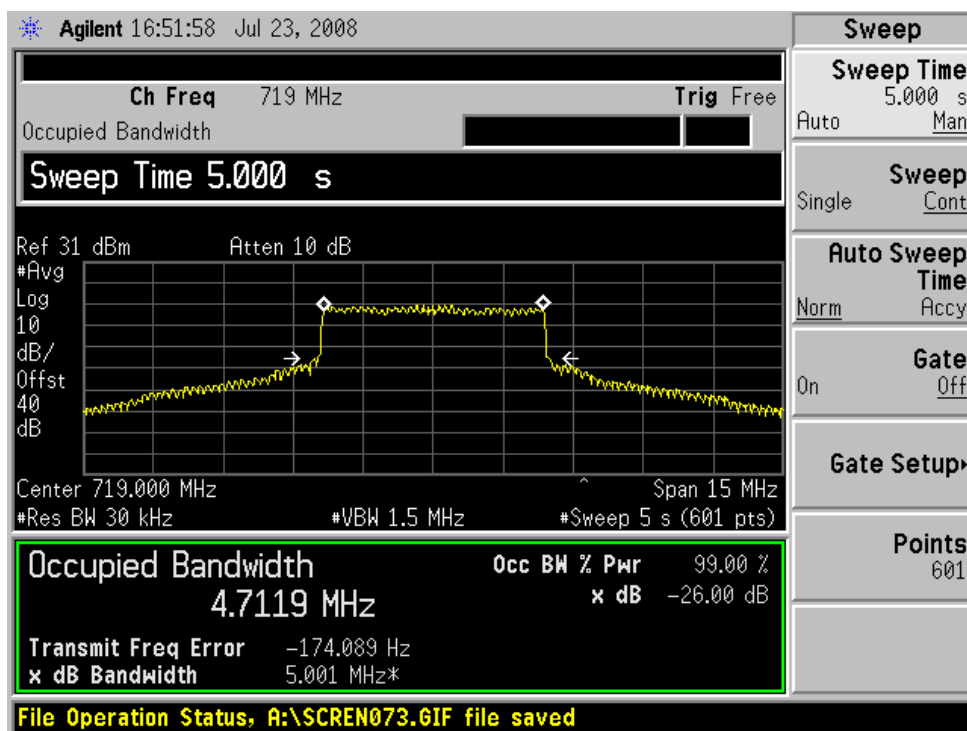 Agilent 16:51:58 Jul 23, 2008
Sweep
Ch Freq 719 MHz
Trig Free
Occupied Bandwidth
Sweep Time 5.000 s
Ref 31 dBm Atten 10 dB
#Avg
Log
10
dB/
Offst
40
dB
Center 719.000 MHz
Span 15 MHz
#Res BW 30 kHz
#VBW 1.5 MHz
#Sweep 5 s (601 pts)
Occupied Bandwidth
4.7119 MHz
Occ BW % Pwr 99.00 %
x dB -26.00 dB
Transmit Freq Error -174.089 Hz
x dB Bandwidth 5.001 MHz*
File Operation Status, A:\SCREN073.GIF file saved
Sweep Time
5.000 s
Auto Man
Sweep
Single Cont
Auto Sweep
Time
Norm Accy
Gate
On Off
Gate Setup
Points
601